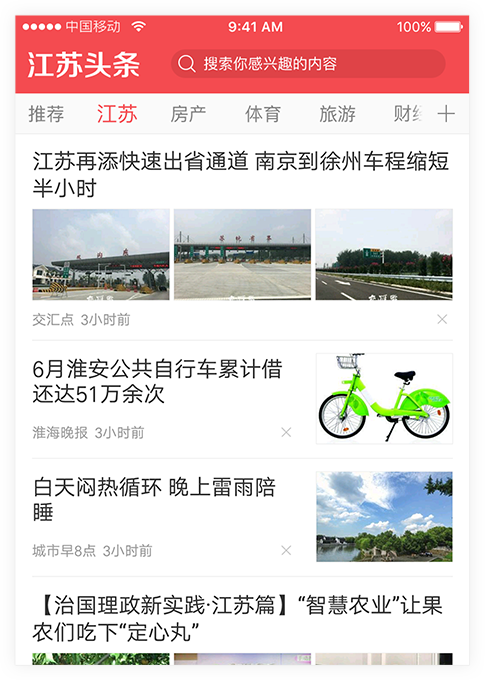 中国移动 9:41 AM 100%
江苏头条 搜索你感兴趣的内容
推荐 江苏 房产 体育 旅游 财经
江苏再添快速出省通道 南京到徐州车程缩短
半小时
交汇点 3小时前
6月淮安公共自行车累计借
还达51万余次
淮海晚报 3小时前
白天闷热循环 晚上雷雨陪
睡
城市早8点 3小时前
【治国理政新实践·江苏篇】“智慧农业”让果
农们吃下“定心丸”